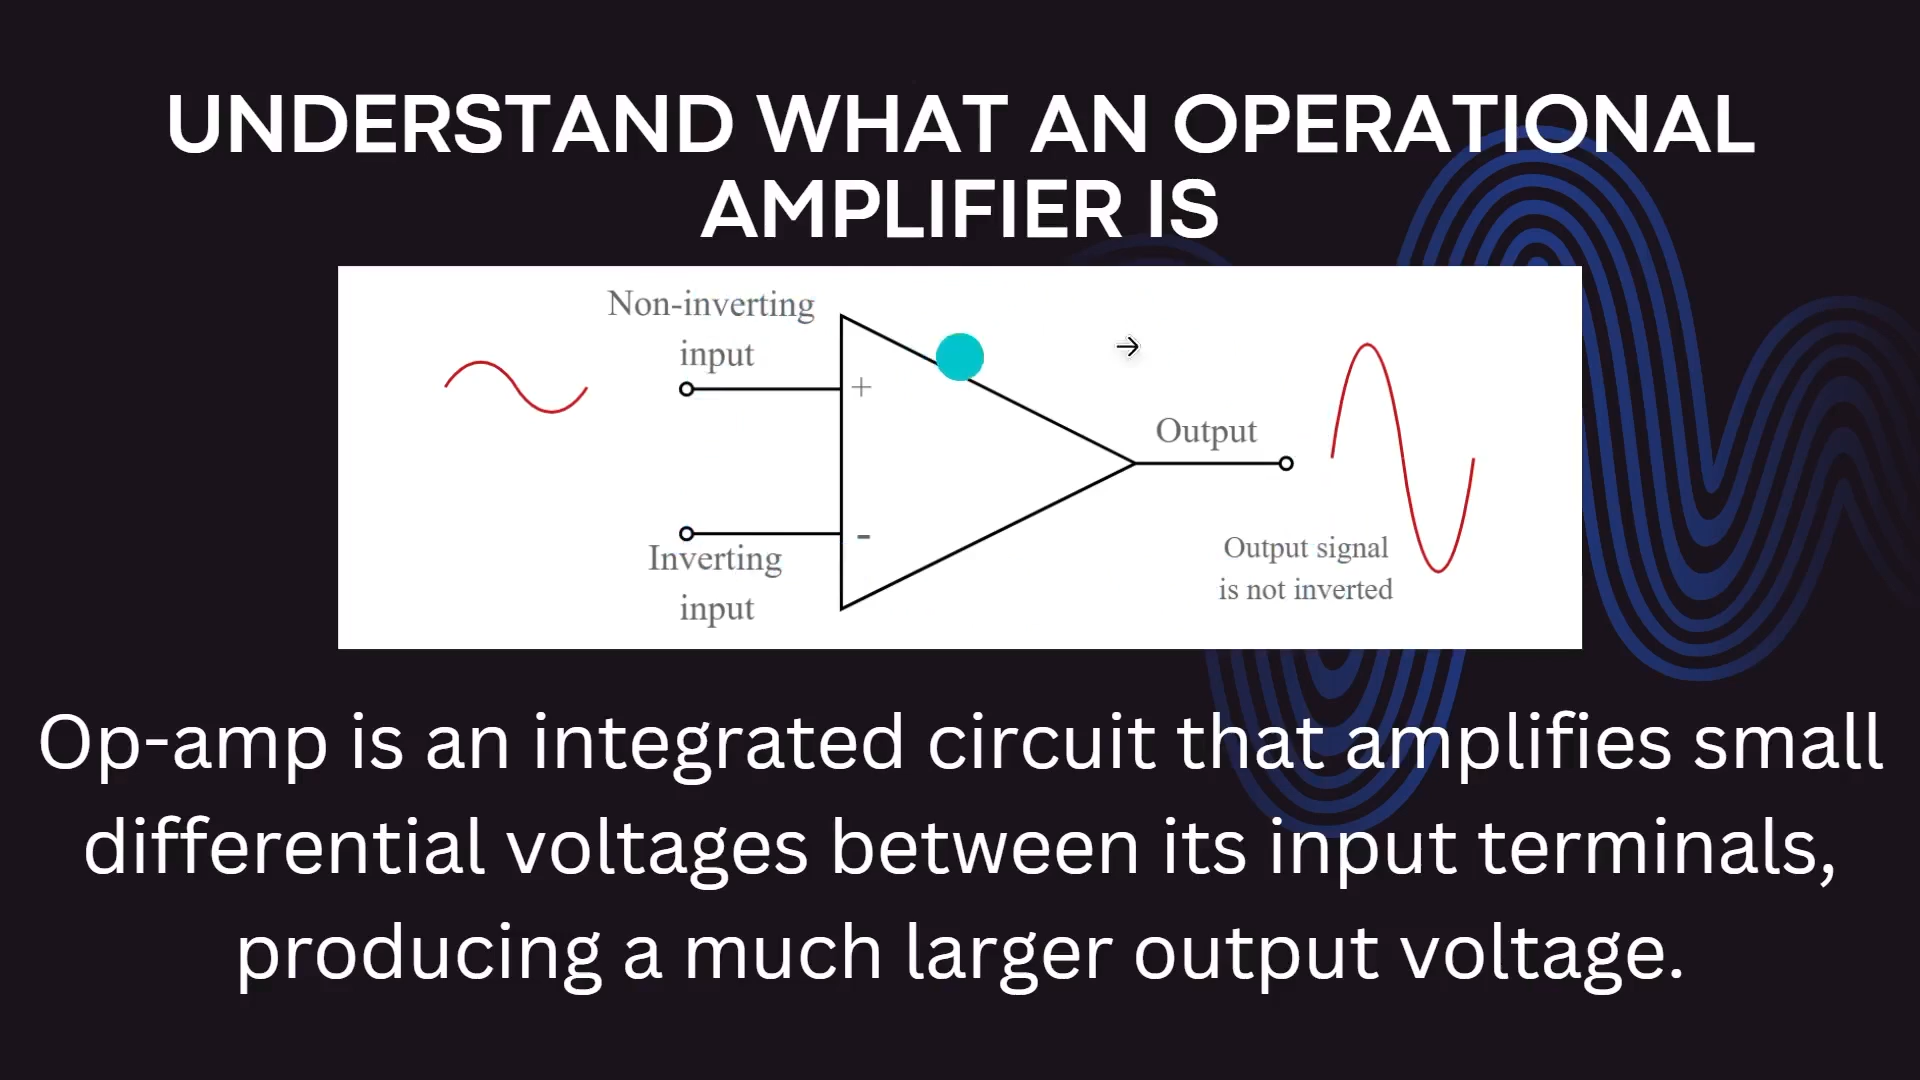 UNDERSTAND WHAT AN OPERATIONAL
AMPLIFIER IS
Non-inverting
input
+
Output
-
Inverting
input
Output signal
is not inverted
Op-amp is an integrated circuit that amplifies small
differential voltages between its input terminals,
producing a much larger output voltage.